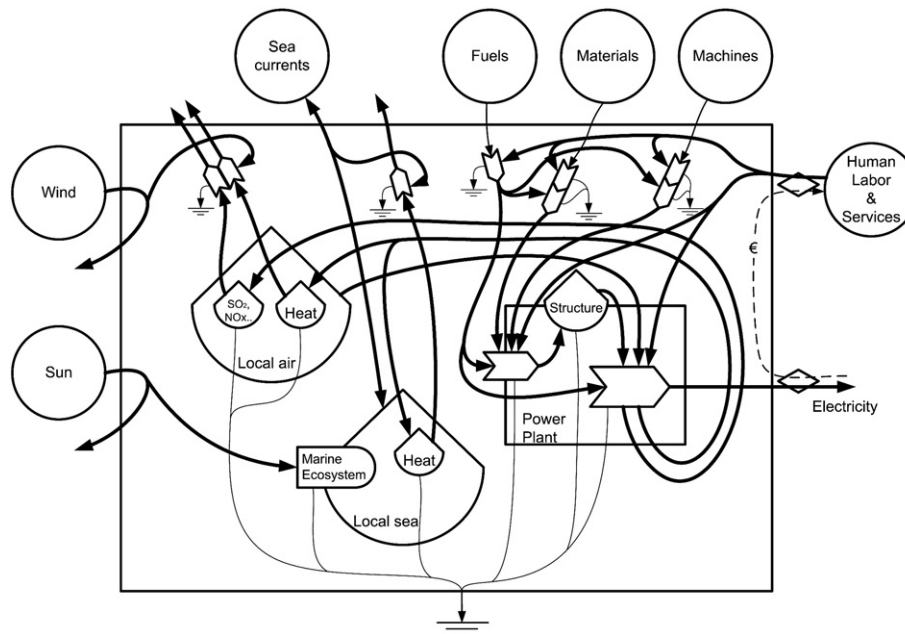 Sea
currents
Fuels
Materials
Machines
Wind
Human
Labor
&
Services
€
SO₂,
NOx..
Heat
Structure
Local air
Sun
Power
Plant
Electricity
Marine
Ecosystem
Heat
Local sea